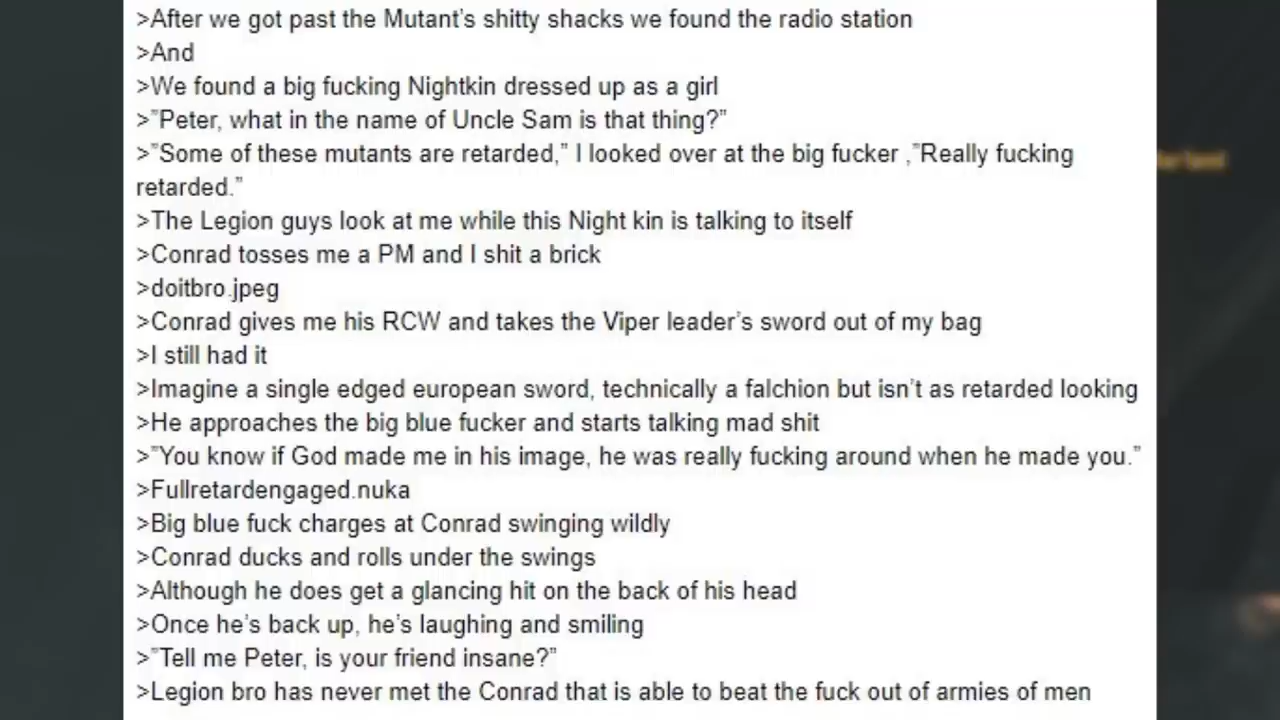 >After we got past the Mutant's shitty shacks we found the radio station
>And
>We found a big fucking Nightkin dressed up as a girl
>"Peter, what in the name of Uncle Sam is that thing?"
>"Some of these mutants are retarded," I looked over at the big fucker ,"Really fucking
retarded."
>The Legion guys look at me while this Night kin is talking to itself
>Conrad tosses me a PM and I shit a brick
>doitbro.jpeg
>Conrad gives me his RCW and takes the Viper leader's sword out of my bag
>I still had it
>Imagine a single edged european sword, technically a falchion but isn't as retarded looking
>He approaches the big blue fucker and starts talking mad shit
>"You know if God made me in his image, he was really fucking around when he made you."
>Fullretardengaged.nuka
>Big blue fuck charges at Conrad swinging wildly
>Conrad ducks and rolls under the swings
>Although he does get a glancing hit on the back of his head
>Once he's back up, he's laughing and smiling
>"Tell me Peter, is your friend insane?"
>Legion bro has never met the Conrad that is able to beat the fuck out of armies of men